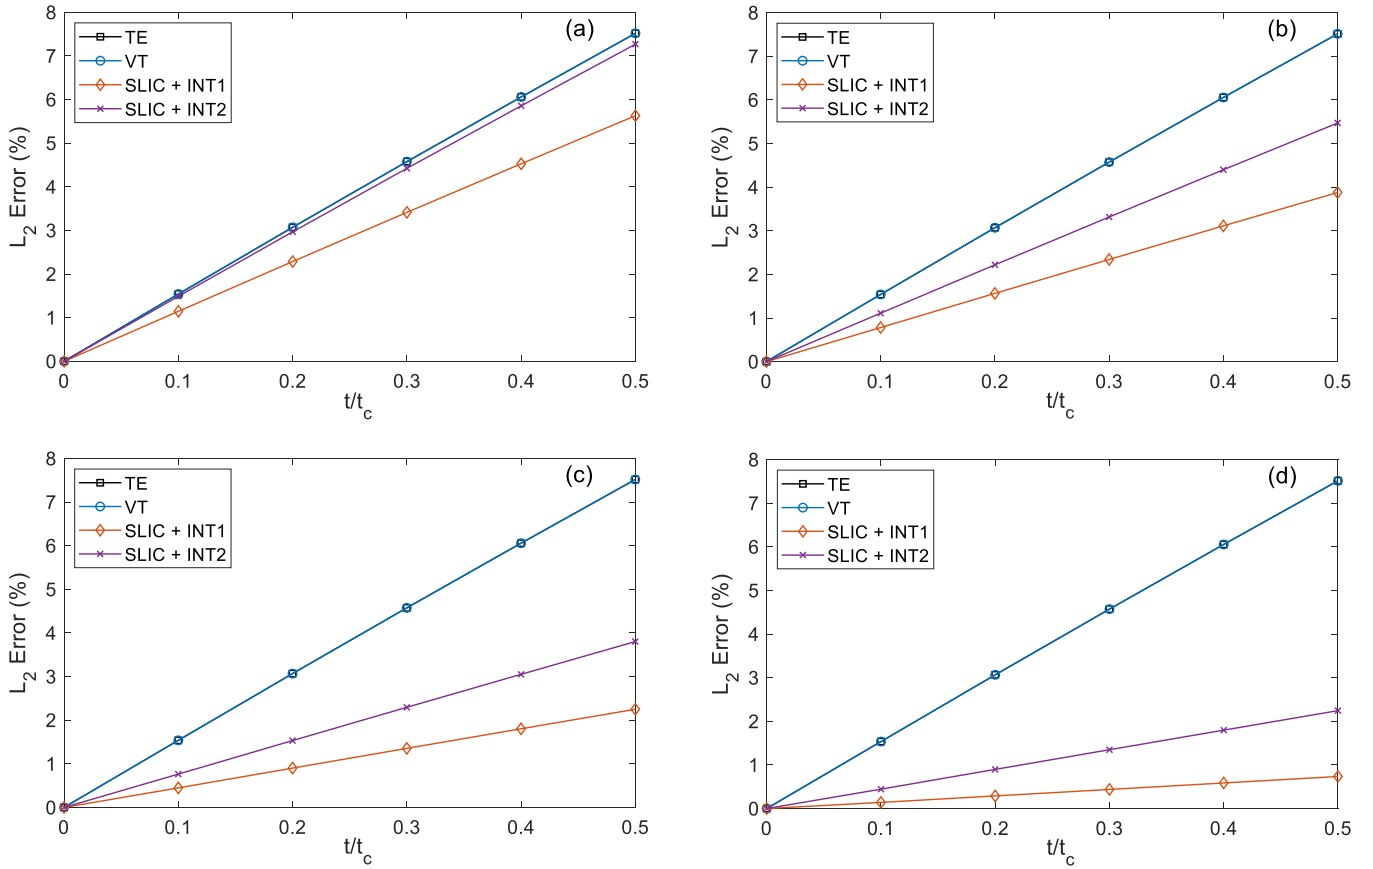 (a)
TE
VT
SLIC + INT1
SLIC + INT2
L2 Error (%)
8
7
6
5
4
3
2
1
0
0 0.1 0.2 0.3 0.4 0.5
t/tc
(b)
TE
VT
SLIC + INT1
SLIC + INT2
L2 Error (%)
8
7
6
5
4
3
2
1
0
0 0.1 0.2 0.3 0.4 0.5
t/tc
(c)
TE
VT
SLIC + INT1
SLIC + INT2
L2 Error (%)
8
7
6
5
4
3
2
1
0
0 0.1 0.2 0.3 0.4 0.5
t/tc
(d)
TE
VT
SLIC + INT1
SLIC + INT2
L2 Error (%)
8
7
6
5
4
3
2
1
0
0 0.1 0.2 0.3 0.4 0.5
t/tc